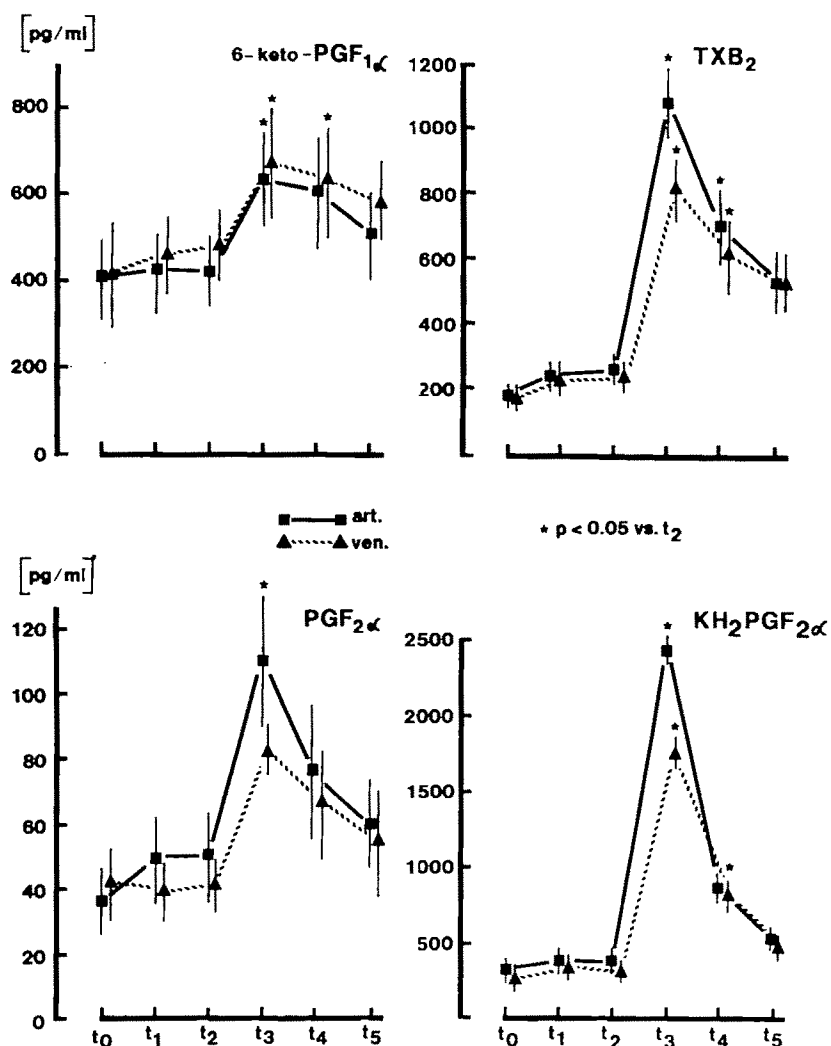 [pg/ml]
6-keto-PGF1α
TXB2
800
600
400
200
0
1200
1000
800
600
400
200
art.
ven.
* p < 0.05 vs. t2
[pg/ml]
PGF2α
KH2PGF2α
120
100
80
60
40
20
0
2500
2000
1500
1000
500
t0 t1 t2 t3 t4 t5
t0 t1 t2 t3 t4 t5